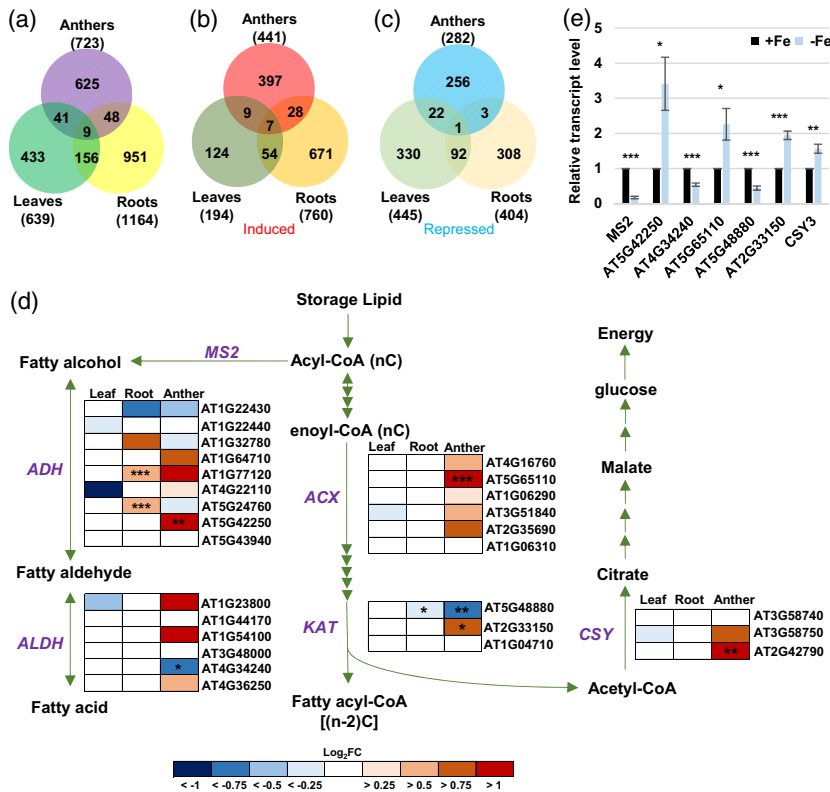 (a)
Anthers
(723)
625
41
48
9
433
156
951
Leaves
(639)
Roots
(1164)
(b)
Anthers
(441)
397
9
28
7
124
54
671
Leaves
(194)
Roots
(760)
Induced
(c)
Anthers
(282)
256
22
3
1
330
92
308
Leaves
(445)
Roots
(404)
Repressed
(e)
Relative transcript level
+Fe
-Fe
5
4
3
2
1
0
***
*
***
*
***
***
**
MS2
AT5G42250
AT4G34240
AT5G65110
AT5G48880
AT2G33150
CSY3
(d)
Storage Lipid
Fatty alcohol
MS2
Acyl-CoA (nC)
ADH
Leaf Root Anther
AT1G22430
AT1G22440
AT1G32780
AT1G64710
*** AT1G77120
AT4G22110
*** AT5G24760
** AT5G42250
AT5G43940
Fatty aldehyde
ALDH
AT1G23800
AT1G44170
AT1G54100
AT3G48000
* AT4G34240
AT4G36250
Fatty acid
enoyl-CoA (nC)
ACX
Leaf Root Anther
AT4G16760
*** AT5G65110
AT1G06290
AT3G51840
AT2G35690
AT1G06310
KAT
* ** AT5G48880
* AT2G33150
AT1G04710
Fatty acyl-CoA
[(n-2)C]
Energy
glucose
Malate
Citrate
CSY
Leaf Root Anther
AT3G58740
AT3G58750
** AT2G42790
Acetyl-CoA
Log2FC
< -1 < -0.75 < -0.5 < -0.25 > 0.25 > 0.5 > 0.75 > 1